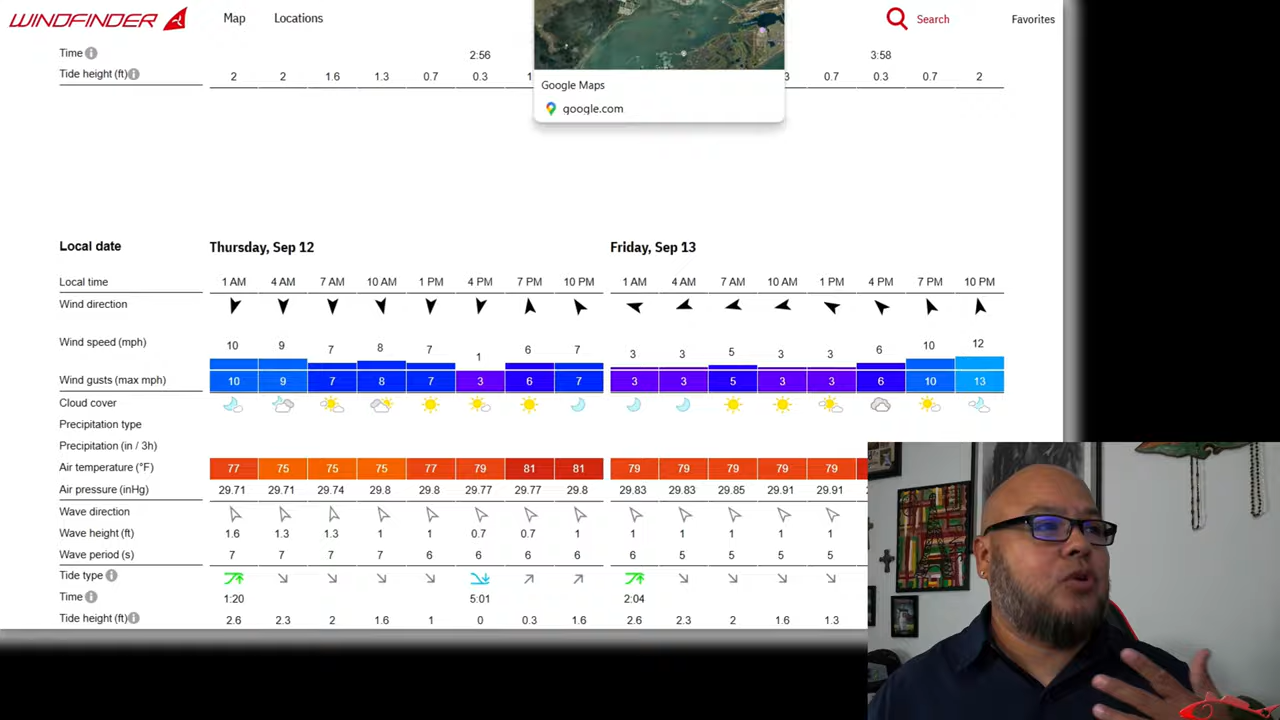 WINDFINDER Map Locations Search Favorites
Time 2:56 3:58
Tide height (ft) 2 2 1.6 1.3 0.7 0.3 1 3 0.7 0.3 0.7 2
Google Maps
google.com
Local date Thursday, Sep 12 Friday, Sep 13
Local time 1 AM 4 AM 7 AM 10 AM 1 PM 4 PM 7 PM 10 PM 1 AM 4 AM 7 AM 10 AM 1 PM 4 PM 7 PM 10 PM
Wind direction
Wind speed (mph) 10 9 7 8 7 1 6 7 3 3 5 3 3 6 10 12
Wind gusts (max mph) 10 9 7 8 7 3 6 7 3 3 5 3 3 6 10 13
Cloud cover
Precipitation type
Precipitation (in / 3h)
Air temperature (°F) 77 75 75 75 77 79 81 81 79 79 79 79 79
Air pressure (inHg) 29.71 29.71 29.74 29.8 29.8 29.77 29.77 29.8 29.83 29.83 29.85 29.91 29.91
Wave direction
Wave height (ft) 1.6 1.3 1.3 1 1 0.7 0.7 1 1 1 1 1 1
Wave period (s) 7 7 7 7 6 6 6 6 6 5 5 5 5
Tide type
Time 1:20 5:01 2:04
Tide height (ft) 2.6 2.3 2 1.6 1 0 0.3 1.6 2.6 2.3 2 1.6 1.3